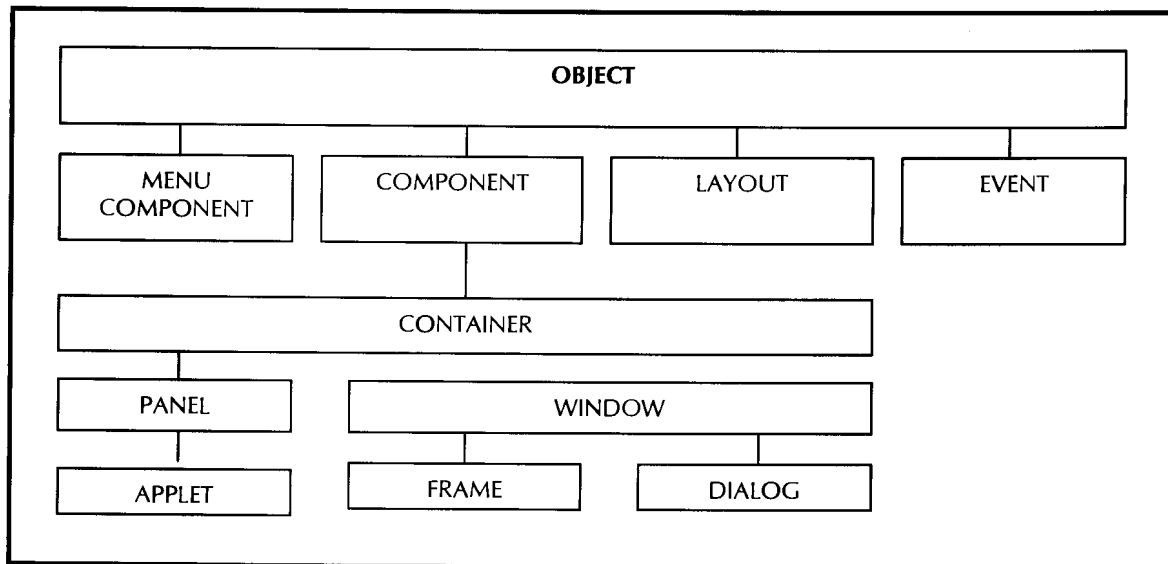 OBJECT
MENU
COMPONENT
COMPONENT
LAYOUT
EVENT
CONTAINER
PANEL
WINDOW
APPLET
FRAME
DIALOG